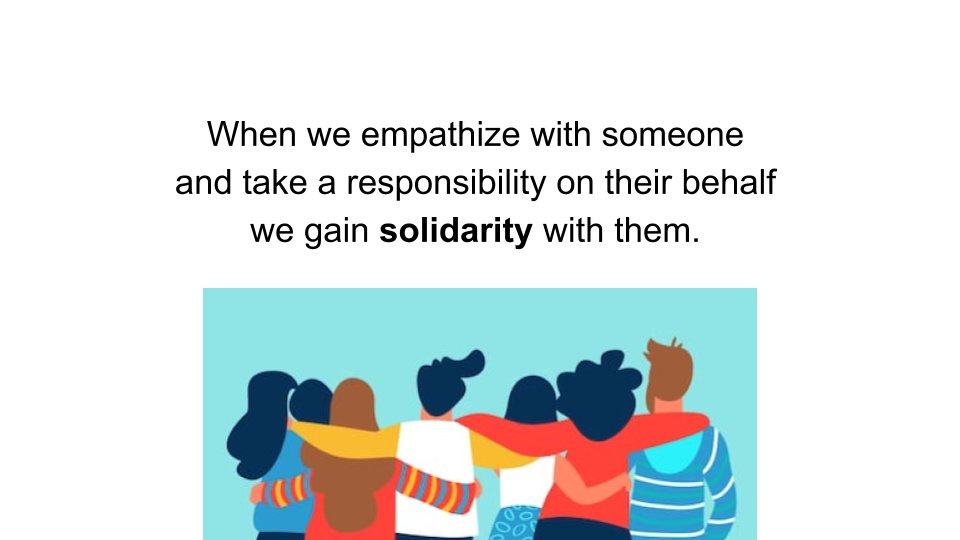 When we empathize with someone
and take a responsibility on their behalf
we gain solidarity with them.